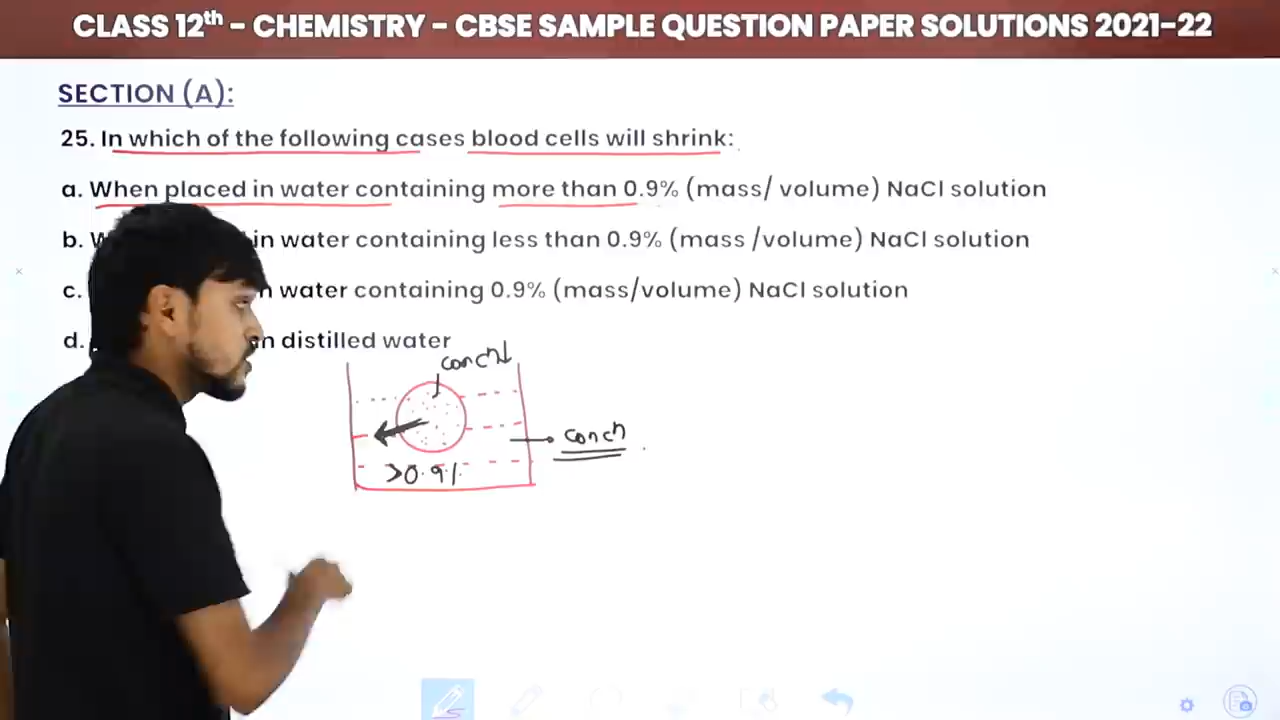 CLASS 12th - CHEMISTRY - CBSE SAMPLE QUESTION PAPER SOLUTIONS 2021-22
SECTION (A):
25. In which of the following cases blood cells will shrink:
a. When placed in water containing more than 0.9% (mass/ volume) NaCl solution
b. W in water containing less than 0.9% (mass /volume) NaCl solution
c. n water containing 0.9% (mass/volume) NaCl solution
d. n distilled water
concn↓
concn
>0.9%